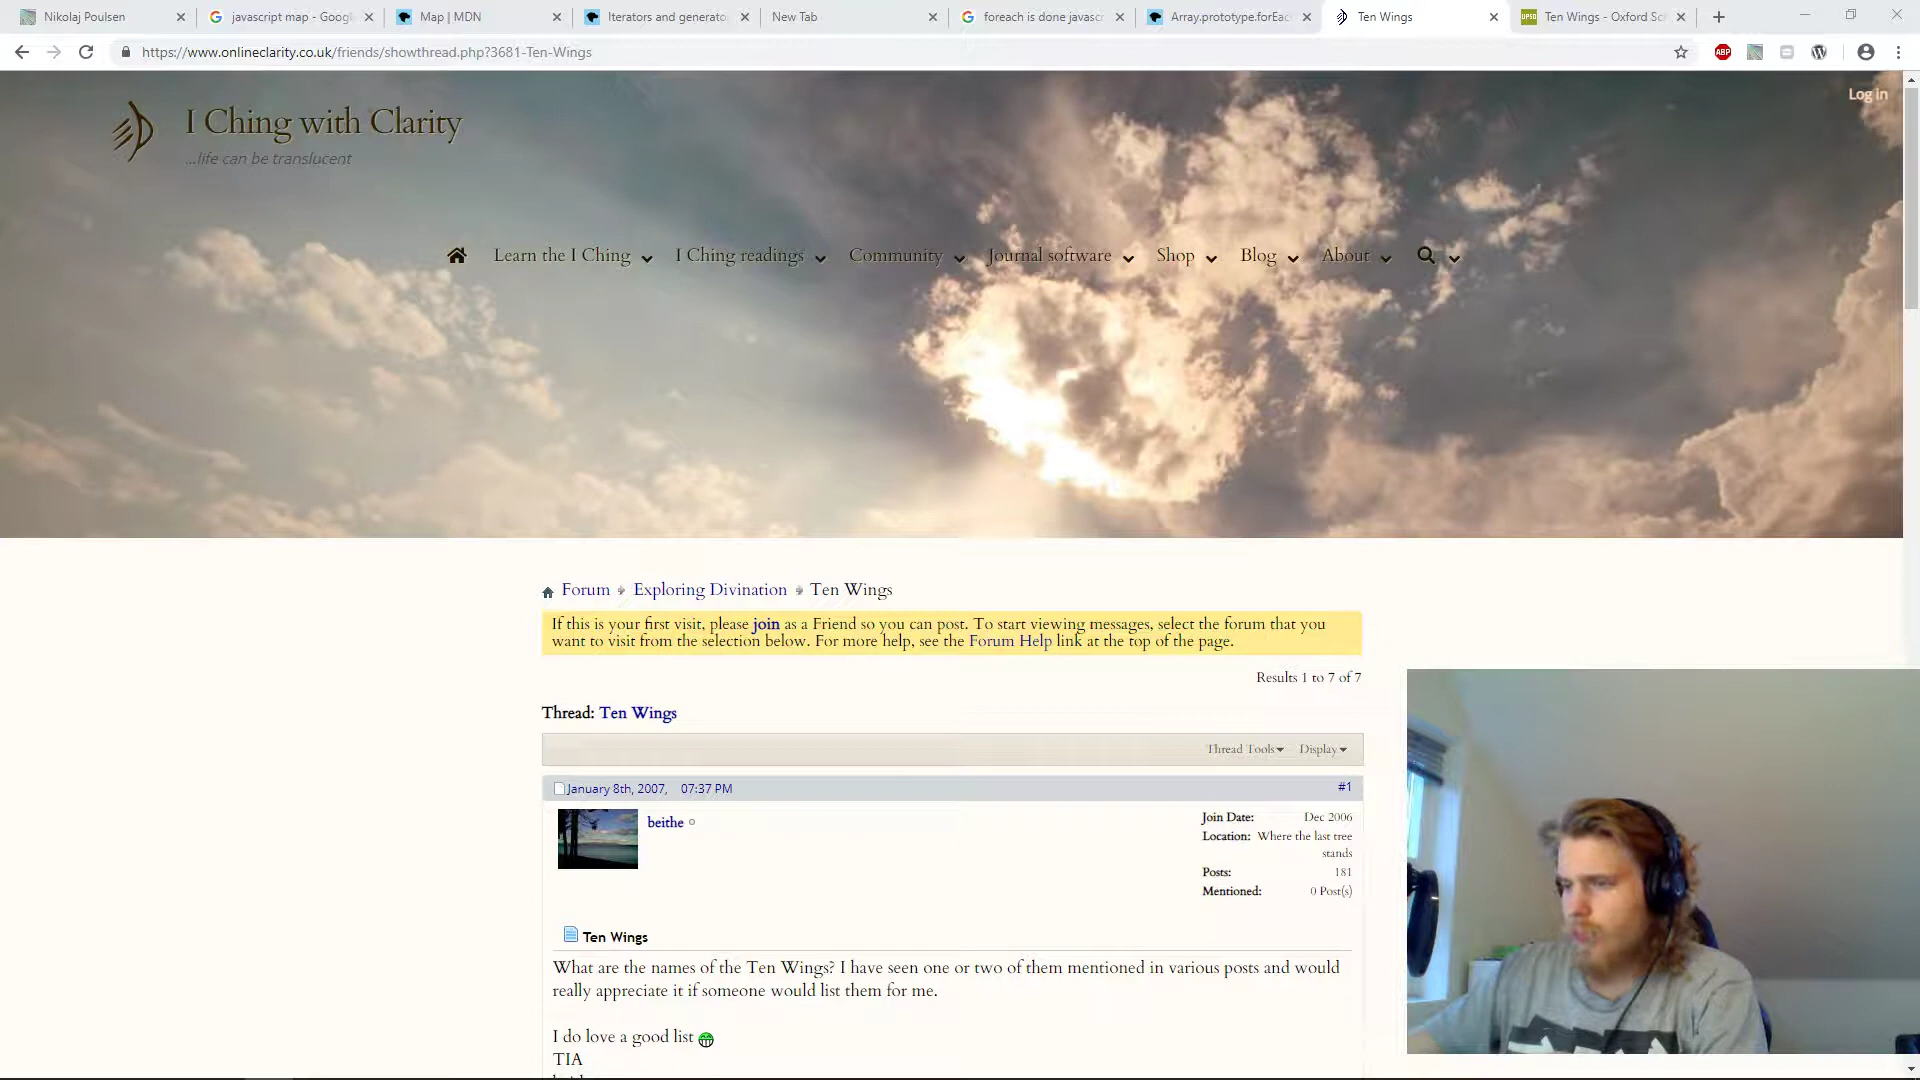 Nikolaj Poulsen
javascript map - Googl
Map | MDN
Iterators and generato
New Tab
foreach is done javasc
Array.prototype.forEac
Ten Wings
Ten Wings - Oxford Sc
https://www.onlineclarity.co.uk/friends/showthread.php?3681-Ten-Wings
ABP
Log in
I Ching with Clarity
...life can be translucent
Learn the I Ching
I Ching readings
Community
Journal software
Shop
Blog
About
Forum
Exploring Divination
Ten Wings
If this is your first visit, please join as a Friend so you can post. To start viewing messages, select the forum that you
want to visit from the selection below. For more help, see the Forum Help link at the top of the page.
Results 1 to 7 of 7
Thread: Ten Wings
Thread Tools
Display
January 8th, 2007, 07:37 PM
#1
beithe
Join Date: Dec 2006
Location: Where the last tree
stands
Posts: 181
Mentioned: 0 Post(s)
Ten Wings
What are the names of the Ten Wings? I have seen one or two of them mentioned in various posts and would
really appreciate it if someone would list them for me.
I do love a good list
TIA